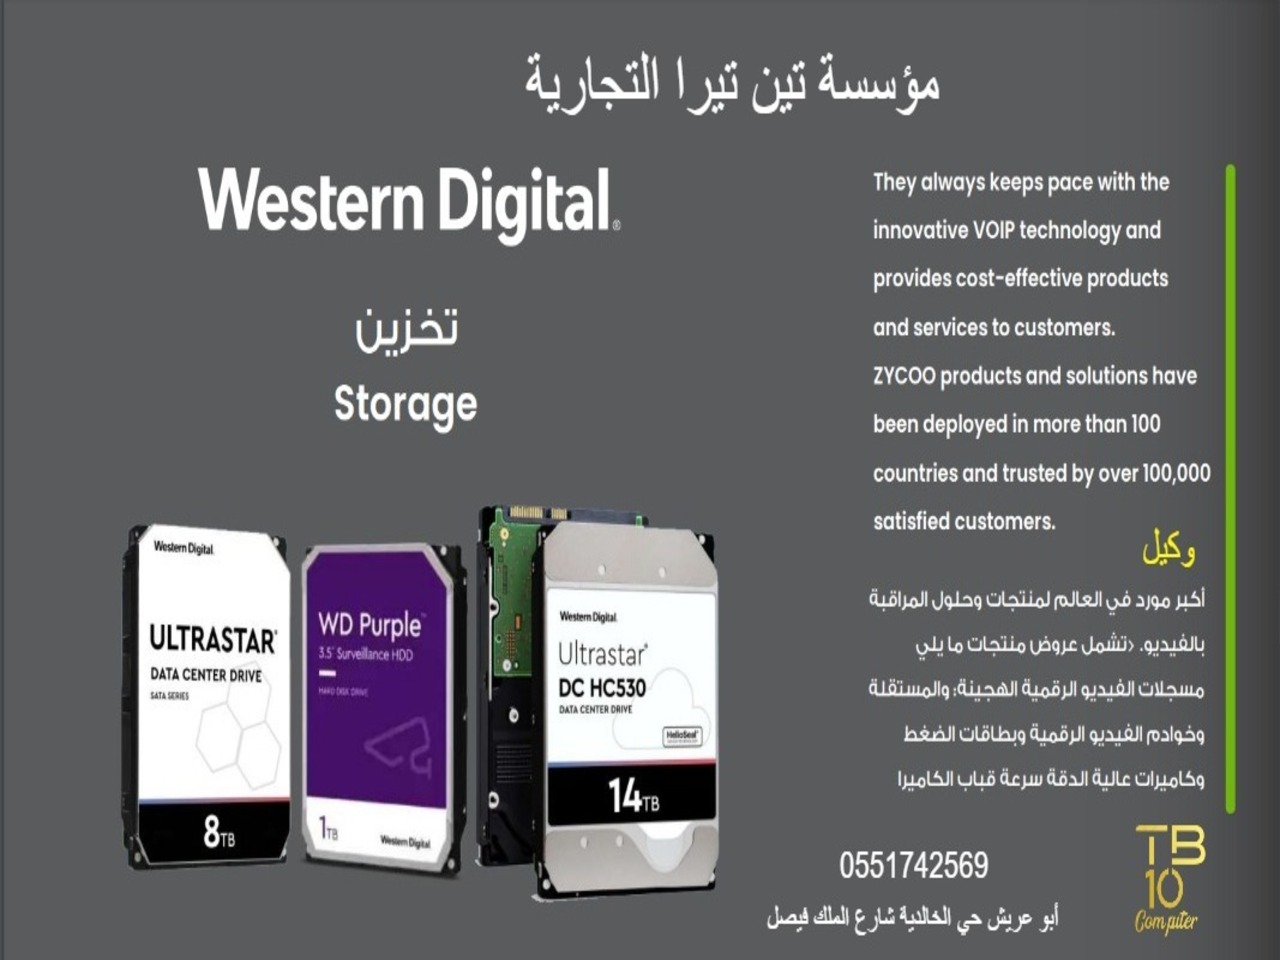 مؤسسة تين تيرا التجارية
Western Digital®
تخزين
Storage
They always keeps pace with the
innovative VOIP technology and
provides cost-effective products
and services to customers.
ZYCOO products and solutions have
been deployed in more than 100
countries and trusted by over 100,000
satisfied customers.
وكيل
أكبر مورد في العالم لمنتجات وحلول المراقبة
بالفيديو. ‹تشمل عروض منتجات ما يلي
مسجلات الفيديو الرقمية الهجينة: والمستقلة
وخوادم الفيديو الرقمية وبطاقات الضغط
وكاميرات عالية الدقة سرعة قباب الكاميرا
Western Digital.
ULTRASTAR®
DATA CENTER DRIVE
SATA SERIES
8TB
WD Purple™
3.5" Surveillance HDD
HARD DISK DRIVE
1TB
Western Digital.
Western Digital.
Ultrastar®
DC HC530
DATA CENTER DRIVE
HelioSeal®
14TB
0551742569
أبو عريش حي الخالدية شارع الملك فيصل
TB
10
Computer